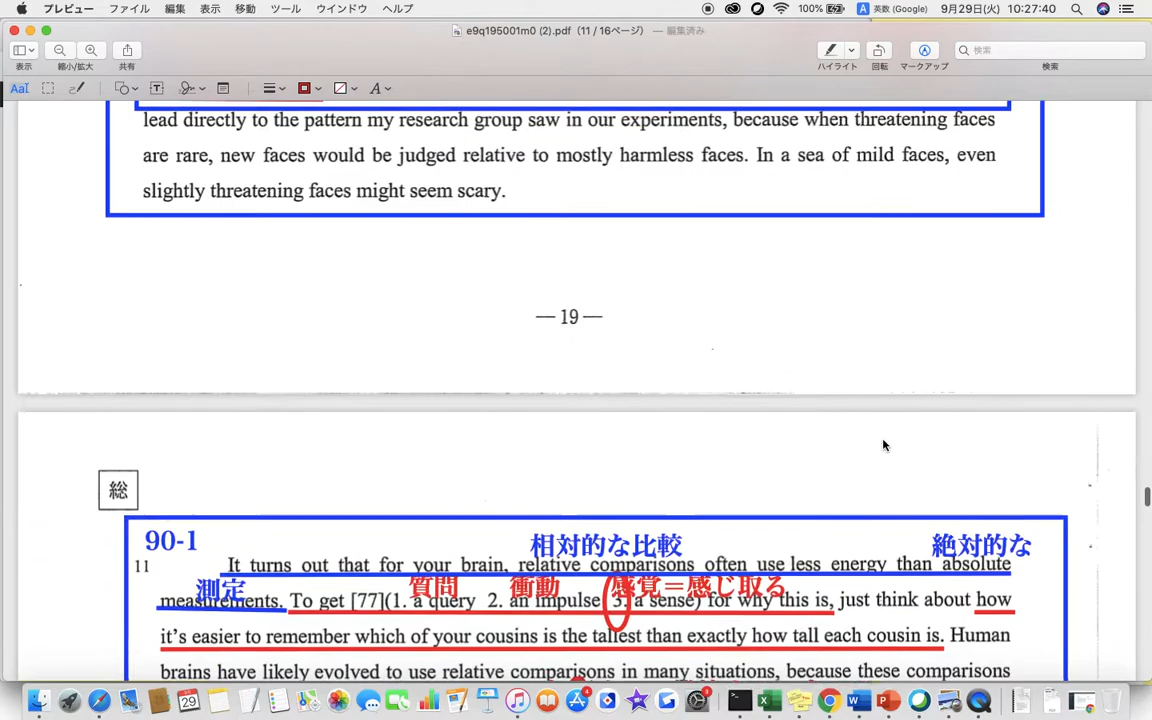 プレビュー ファイル 編集 表示 移動 ツール ウインドウ ヘルプ 100% A 英数 (Google) 9月29日(火) 10:27:40
e9q195001m0 (2).pdf（11 / 16ページ） — 編集済み
表示 縮小/拡大 共有 ハイライト 回転 マークアップ 検索 検索
lead directly to the pattern my research group saw in our experiments, because when threatening faces
are rare, new faces would be judged relative to mostly harmless faces. In a sea of mild faces, even
slightly threatening faces might seem scary.
— 19 —
総
90-1 相対的な比較 絶対的な
11 It turns out that for your brain, relative comparisons often use less energy than absolute
測定 質問 衝動 感覚＝感じ取る
measurements. To get [77](1. a query 2. an impulse 3. a sense) for why this is, just think about how
it's easier to remember which of your cousins is the tallest than exactly how tall each cousin is. Human
brains have likely evolved to use relative comparisons in many situations, because these comparisons